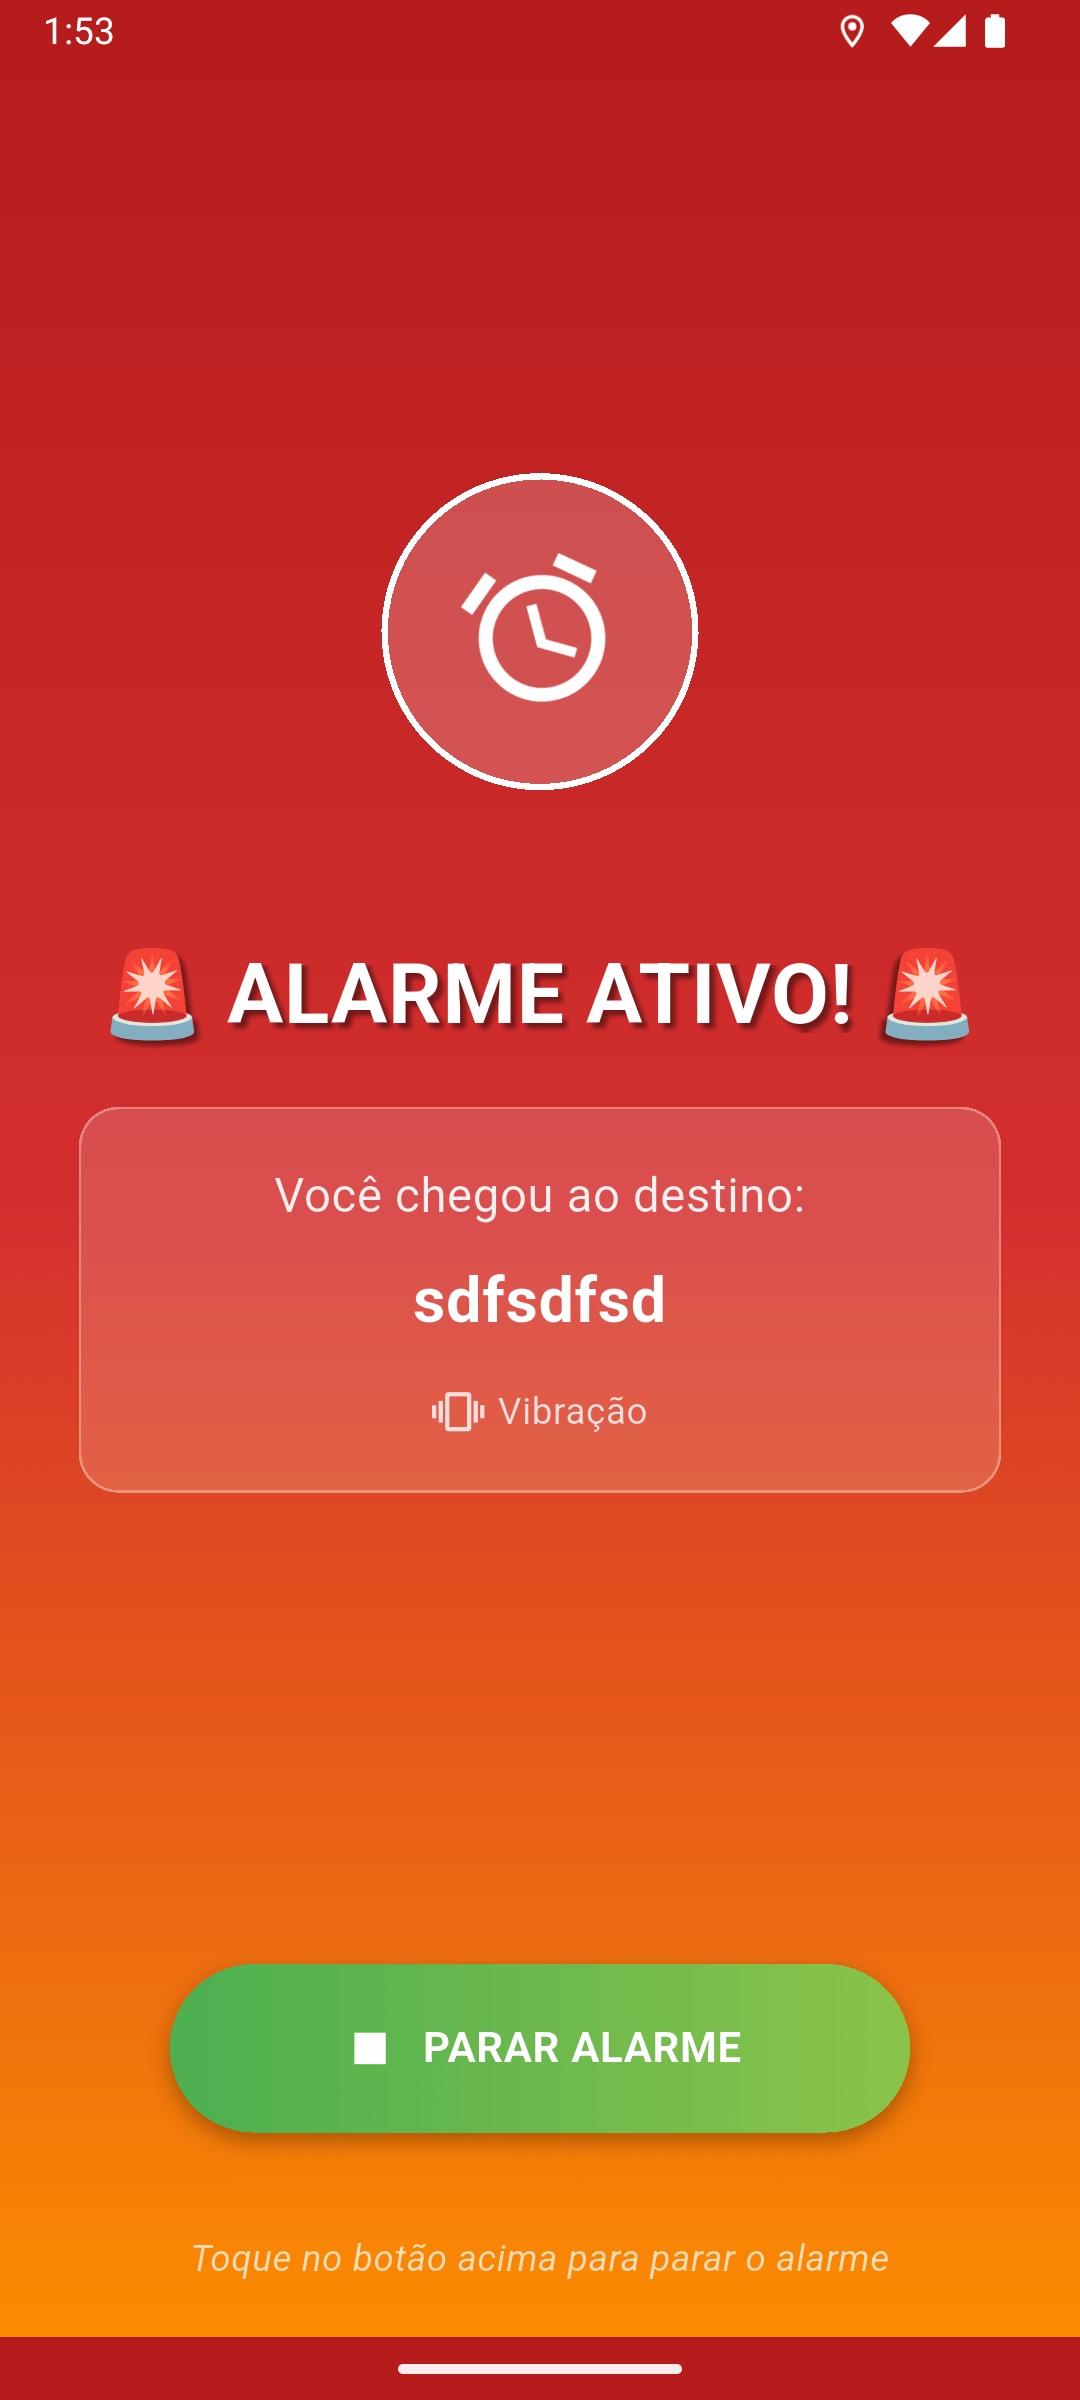 1:53
🚨 ALARME ATIVO! 🚨
Você chegou ao destino:
sdfsdfsd
Vibração
PARAR ALARME
Toque no botão acima para parar o alarme